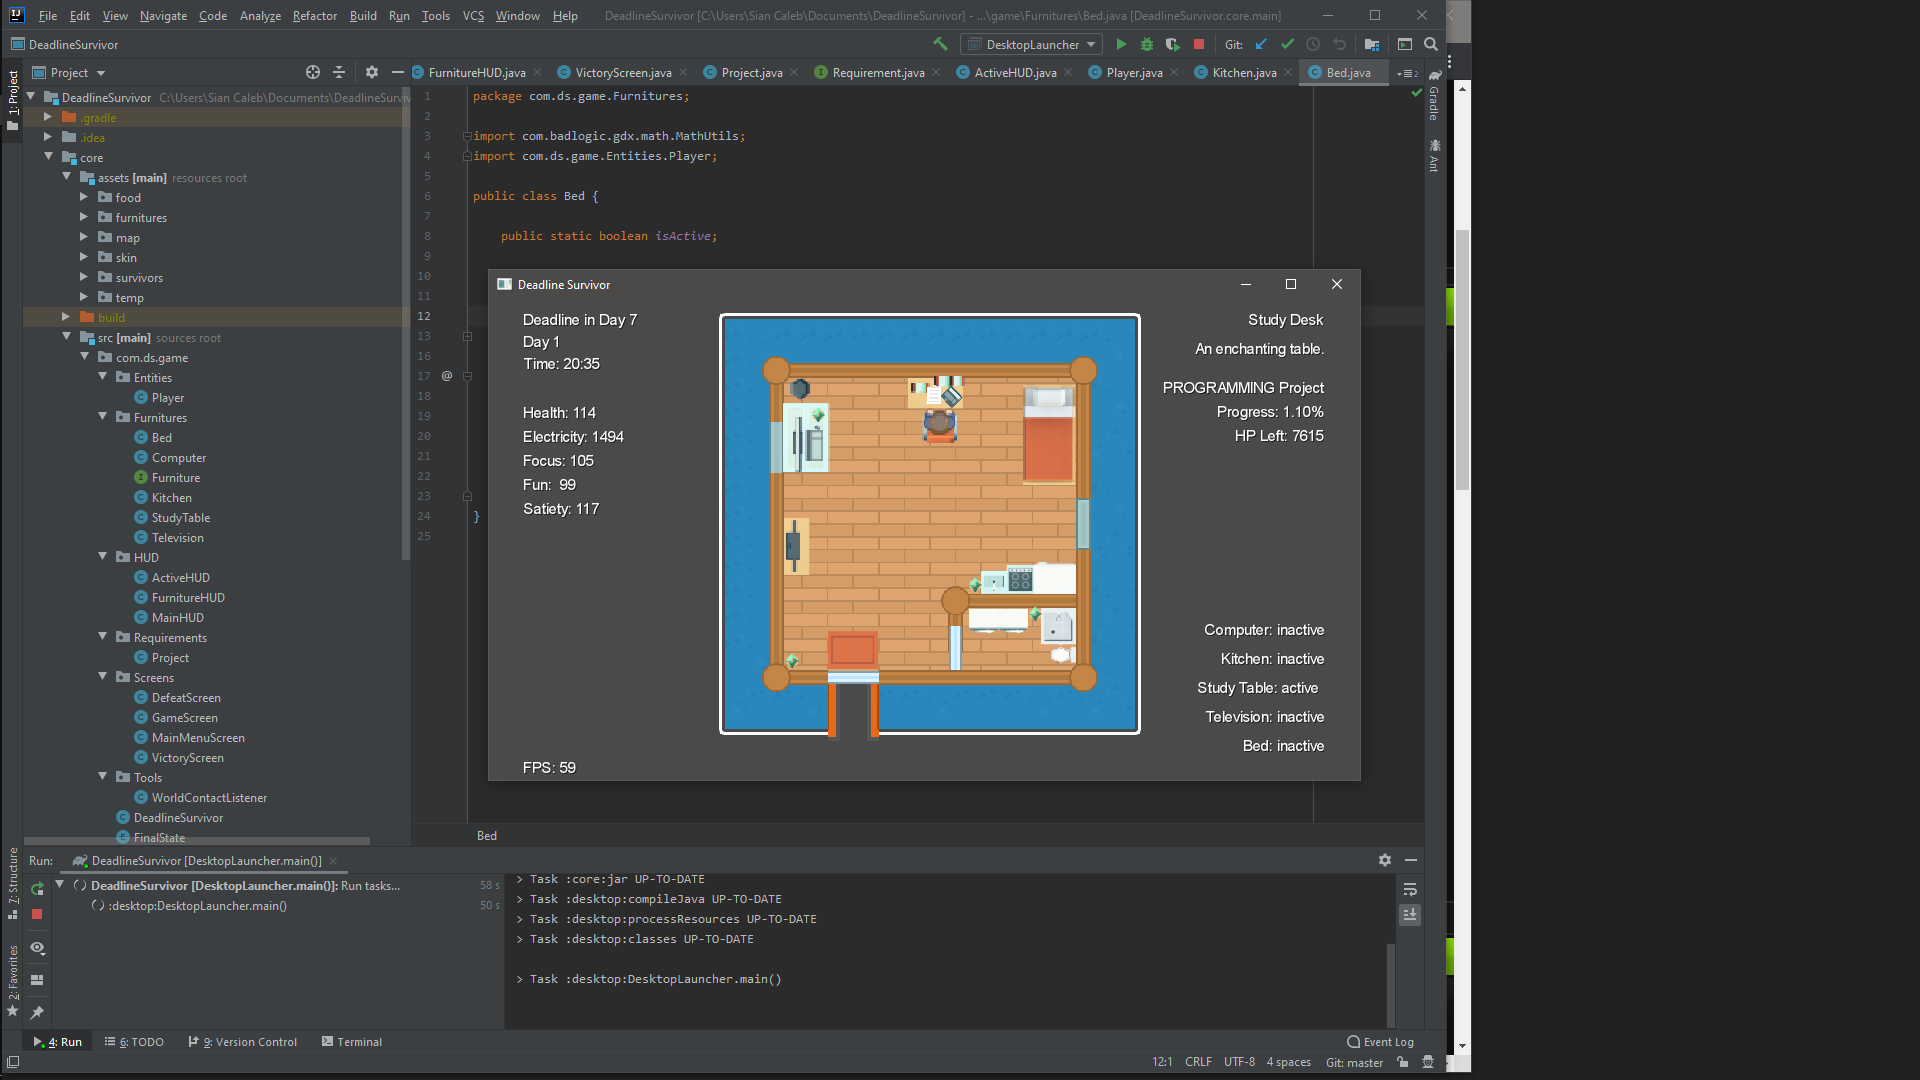 File Edit View Navigate Code Analyze Refactor Build Run Tools VCS Window Help DeadlineSurvivor [C:\Users\Sian Caleb\Documents\DeadlineSurvivor] - ...\game\Furnitures\Bed.java [DeadlineSurvivor.core.main]
DeadlineSurvivor
DesktopLauncher
Git:
Project
FurnitureHUD.java
VictoryScreen.java
Project.java
Requirement.java
ActiveHUD.java
Player.java
Kitchen.java
Bed.java
1: Project
7: Structure
2: Favorites
Gradle
Ant
DeadlineSurvivor C:\Users\Sian Caleb\Documents\DeadlineSurviv
.gradle
.idea
core
assets [main] resources root
food
furnitures
map
skin
survivors
temp
build
src [main] sources root
com.ds.game
Entities
Player
Furnitures
Bed
Computer
Furniture
Kitchen
StudyTable
Television
HUD
ActiveHUD
FurnitureHUD
MainHUD
Requirements
Project
Screens
DefeatScreen
GameScreen
MainMenuScreen
VictoryScreen
Tools
WorldContactListener
DeadlineSurvivor
FinalState
1 package com.ds.game.Furnitures;
2
3 import com.badlogic.gdx.math.MathUtils;
4 import com.ds.game.Entities.Player;
5
6 public class Bed {
7
8 public static boolean isActive;
9
10
11
12
13
16
17 @
18
19
20
21
22
23
24 }
25
Bed
Deadline Survivor
Deadline in Day 7
Day 1
Time: 20:35
Health: 114
Electricity: 1494
Focus: 105
Fun: 99
Satiety: 117
FPS: 59
Study Desk
An enchanting table.
PROGRAMMING Project
Progress: 1.10%
HP Left: 7615
Computer: inactive
Kitchen: inactive
Study Table: active
Television: inactive
Bed: inactive
Run: DeadlineSurvivor [DesktopLauncher.main()]
DeadlineSurvivor [DesktopLauncher.main()]: Run tasks... 58 s
:desktop:DesktopLauncher.main() 50 s
> Task :core:jar UP-TO-DATE
> Task :desktop:compileJava UP-TO-DATE
> Task :desktop:processResources UP-TO-DATE
> Task :desktop:classes UP-TO-DATE
> Task :desktop:DesktopLauncher.main()
4: Run 6: TODO 9: Version Control Terminal Event Log
12:1 CRLF UTF-8 4 spaces Git: master